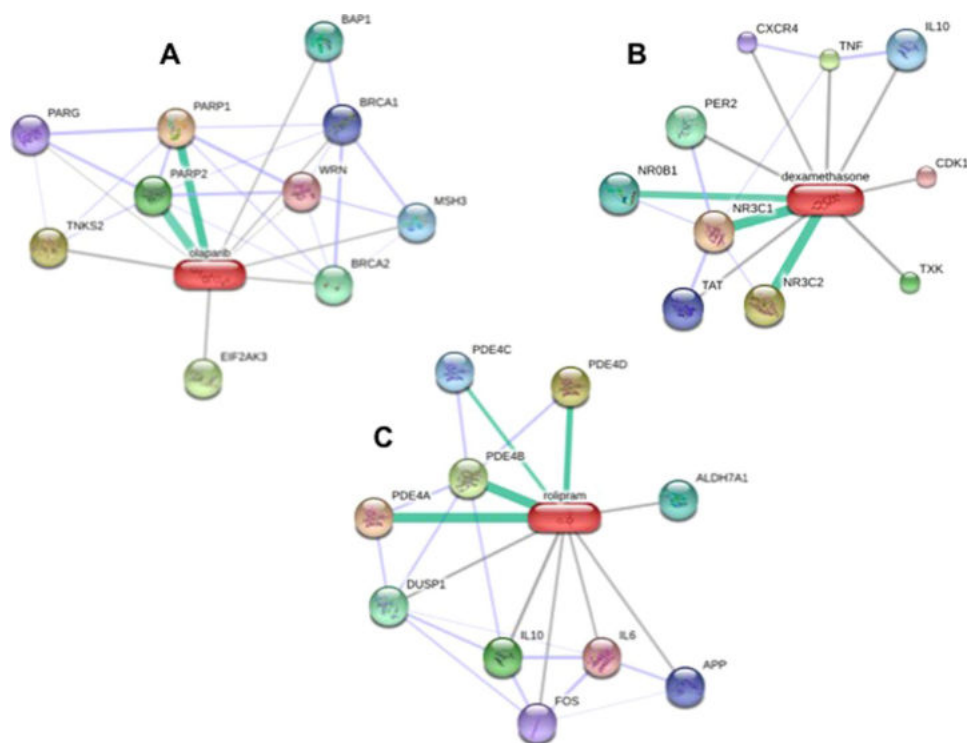 A
BAP1
PARG
PARP1
BRCA1
PARP2
WRN
TNKS2
MSH3
olaparib
BRCA2
EIF2AK3
B
CXCR4
TNF
IL10
PER2
NR0B1
dexamethasone
CDK1
NR3C1
TAT
NR3C2
TXK
C
PDE4C
PDE4D
PDE4B
PDE4A
rolipram
ALDH7A1
DUSP1
IL10
IL6
APP
FOS